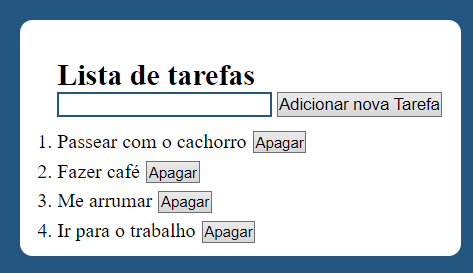 Lista de tarefas
Adicionar nova Tarefa
1. Passear com o cachorro Apagar
2. Fazer café Apagar
3. Me arrumar Apagar
4. Ir para o trabalho Apagar